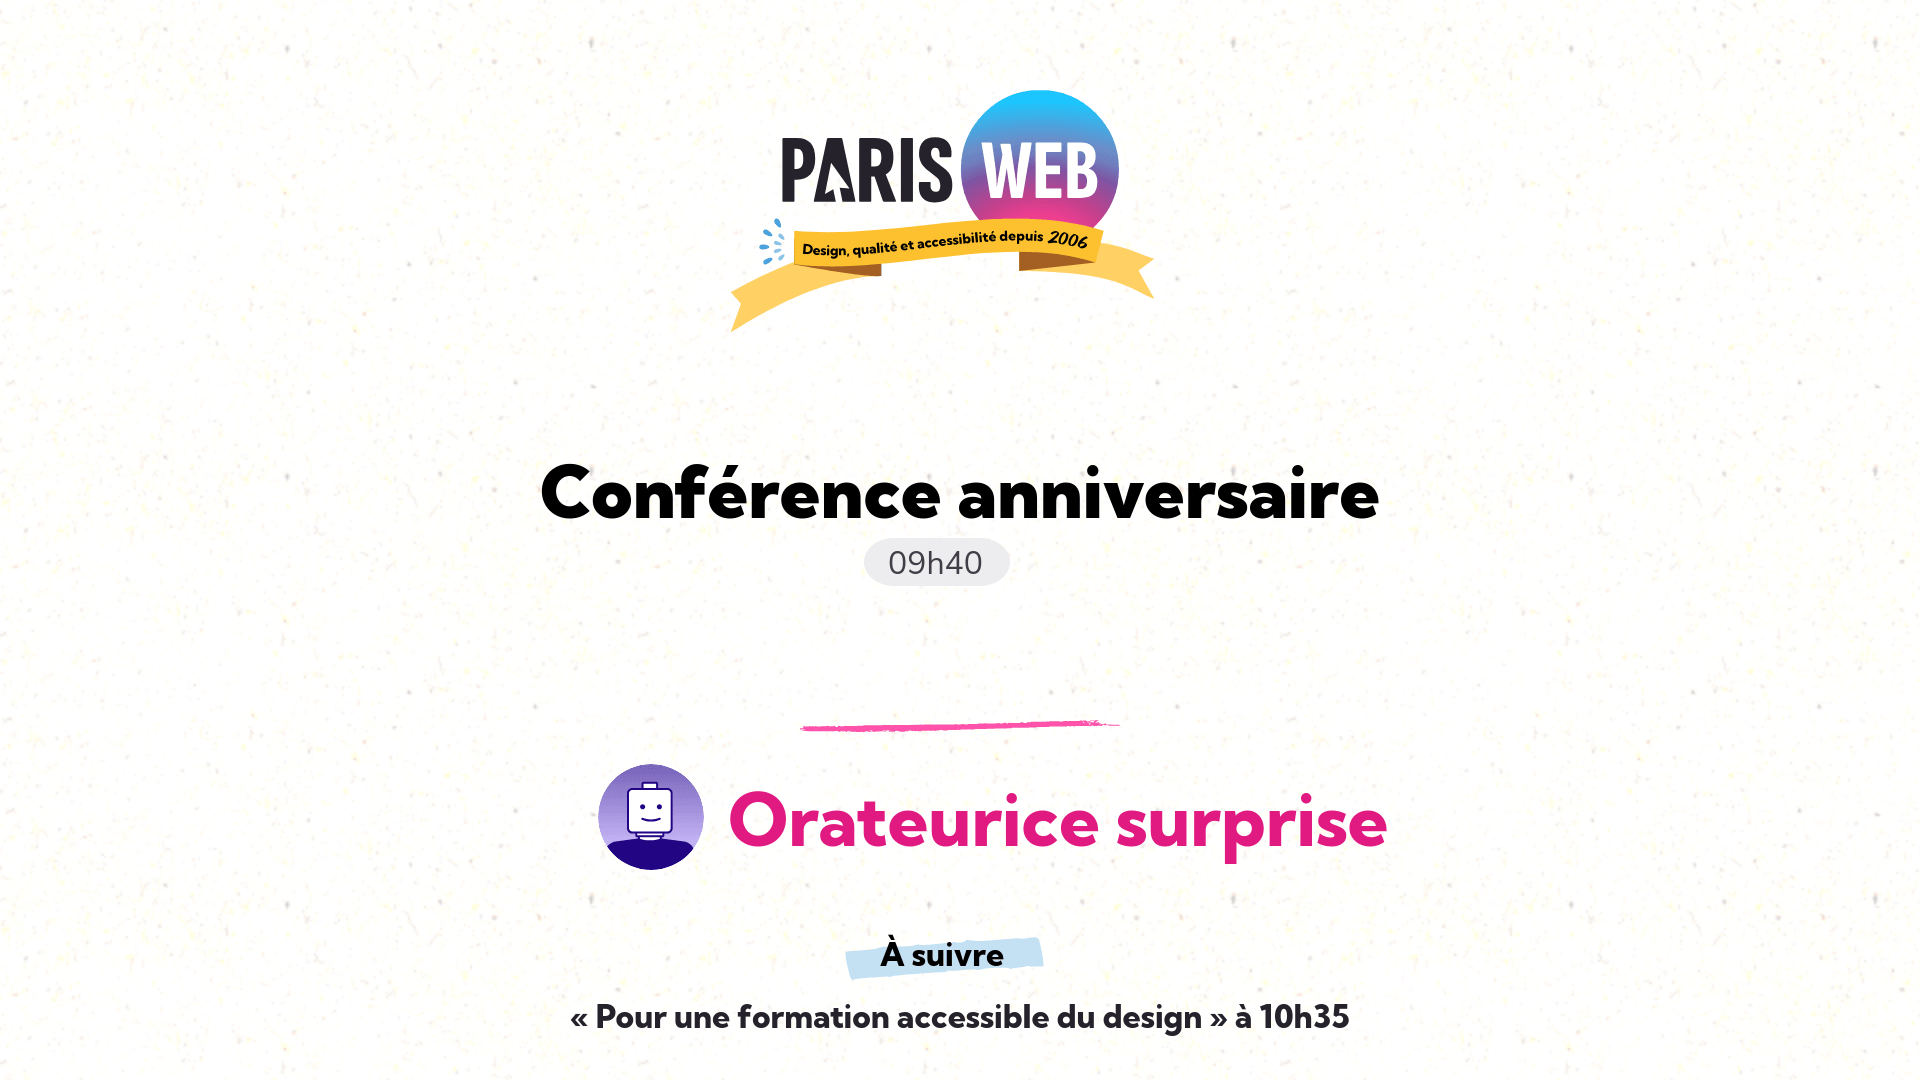 PARIS WEB
Design, qualité et accessibilité depuis 2006
Conférence anniversaire
09h40
Orateurice surprise
À suivre
« Pour une formation accessible du design » à 10h35